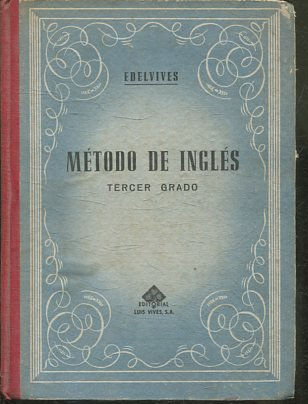 EDELVIVES
MÉTODO DE INGLÉS
TERCER GRADO
EDITORIAL
LUIS VIVES, S.A.